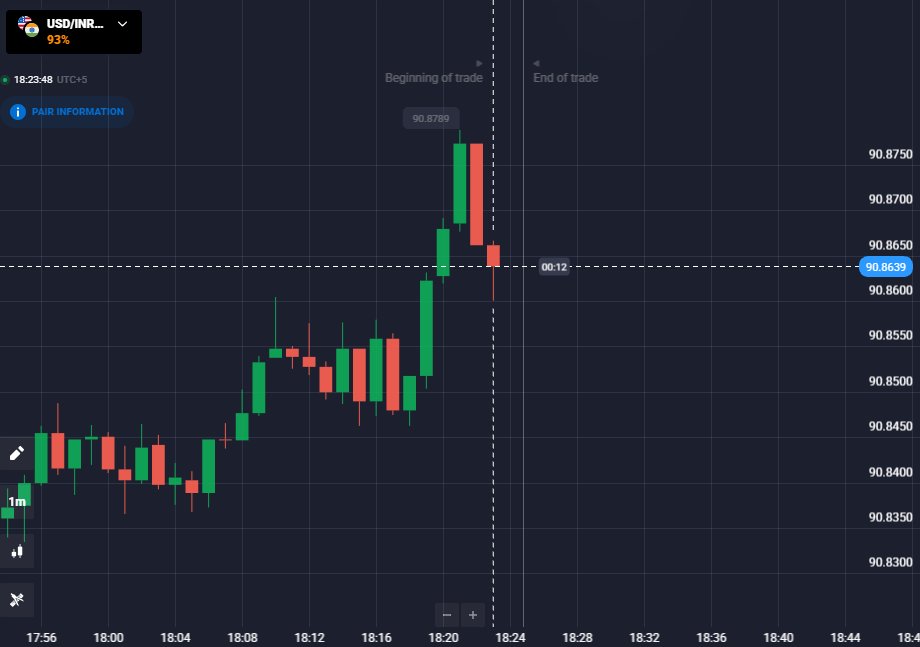 USD/INR...
93%
18:23:48 UTC+5
Beginning of trade
End of trade
PAIR INFORMATION
90.8789
90.8750
90.8700
90.8650
00:12
90.8639
90.8600
90.8550
90.8500
90.8450
90.8400
1m
90.8350
90.8300
17:56 18:00 18:04 18:08 18:12 18:16 18:20 18:24 18:28 18:32 18:36 18:40 18:44 18:4